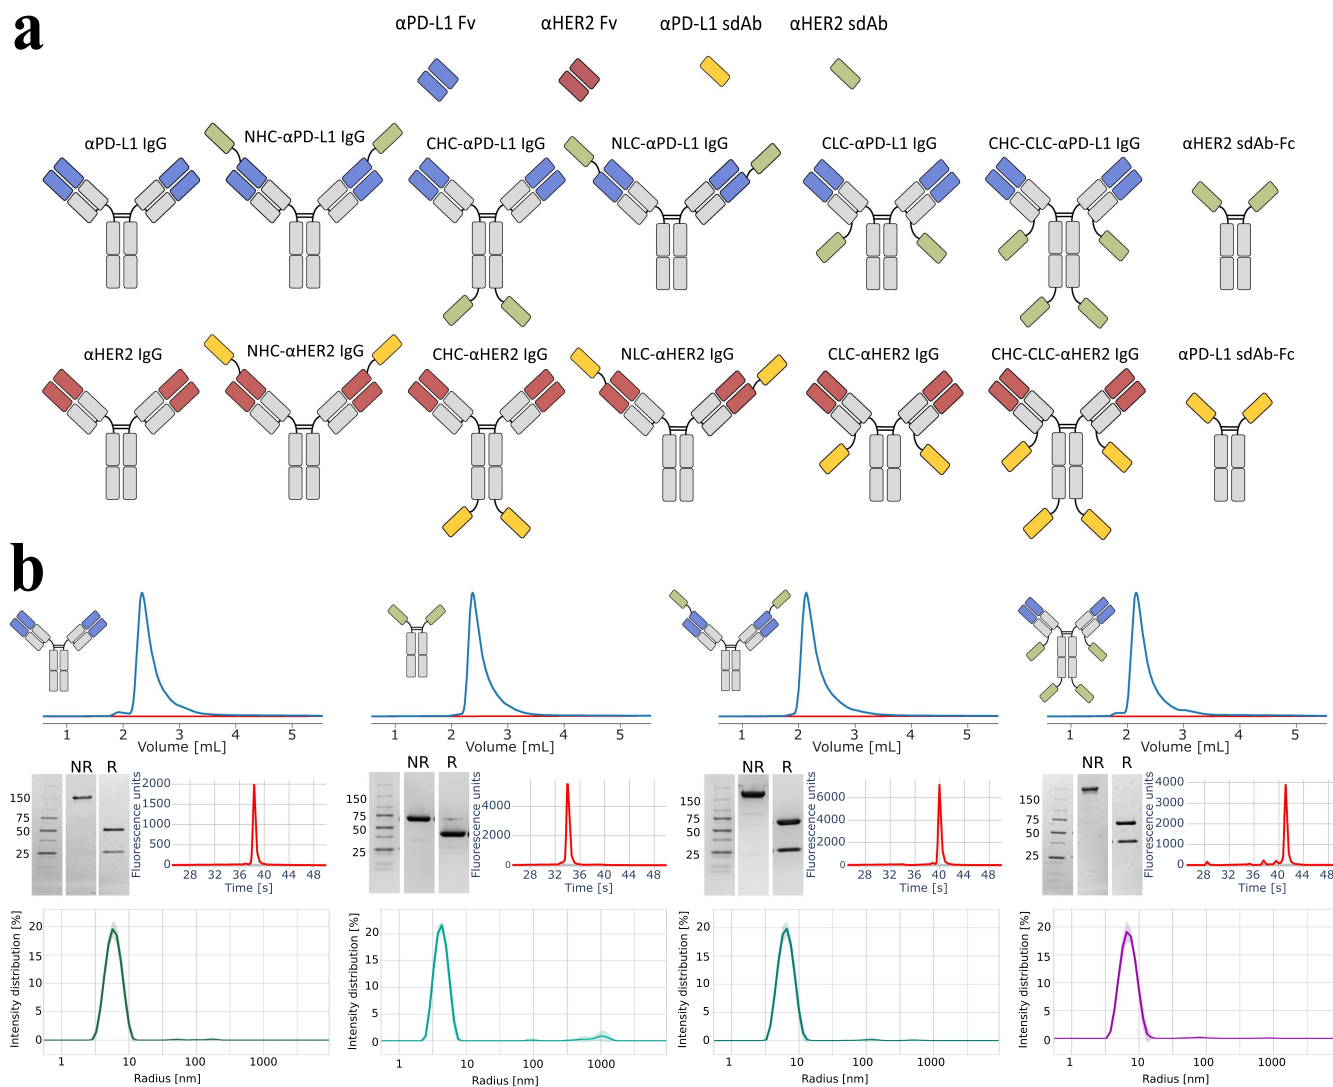 a
αPD-L1 Fv αHER2 Fv αPD-L1 sdAb αHER2 sdAb
αPD-L1 IgG NHC-αPD-L1 IgG CHC-αPD-L1 IgG NLC-αPD-L1 IgG CLC-αPD-L1 IgG CHC-CLC-αPD-L1 IgG αHER2 sdAb-Fc
αHER2 IgG NHC-αHER2 IgG CHC-αHER2 IgG NLC-αHER2 IgG CLC-αHER2 IgG CHC-CLC-αHER2 IgG αPD-L1 sdAb-Fc
b
1 2 3 4 5
Volume [mL]
1 2 3 4 5
Volume [mL]
1 2 3 4 5
Volume [mL]
1 2 3 4 5
Volume [mL]
NR R
150
75
50
25
Fluorescence units
2000
1500
1000
500
0
28 32 36 40 44 48
Time [s]
NR R
150
75
50
25
Fluorescence units
4000
2000
0
28 32 36 40 44 48
Time [s]
NR R
150
75
50
25
Fluorescence units
6000
4000
2000
0
28 32 36 40 44 48
Time [s]
NR R
150
75
50
25
Fluorescence units
4000
3000
2000
1000
0
28 32 36 40 44 48
Time [s]
Intensity distribution [%]
20
15
10
5
0
1 10 100 1000
Radius [nm]
Intensity distribution [%]
20
15
10
5
0
1 10 100 1000
Radius [nm]
Intensity distribution [%]
20
15
10
5
0
1 10 100 1000
Radius [nm]
Intensity distribution [%]
20
15
10
5
0
1 10 100 1000
Radius [nm]